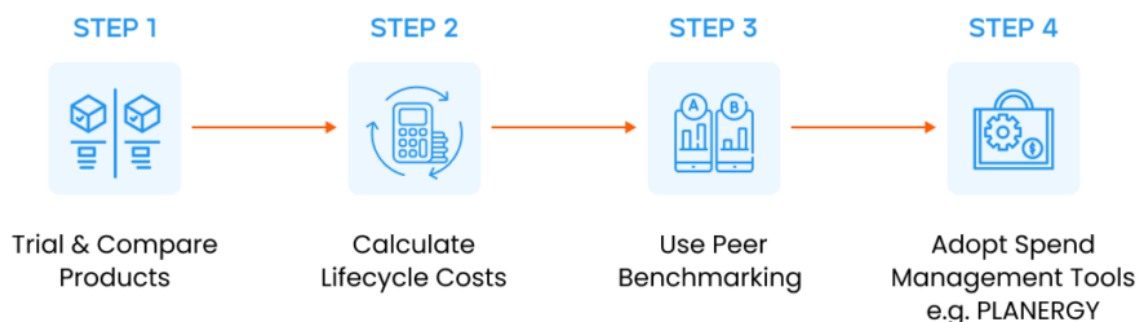 STEP 1
STEP 2
STEP 3
STEP 4
A B
Trial & Compare
Products
Calculate
Lifecycle Costs
Use Peer
Benchmarking
Adopt Spend
Management Tools
e.g. PLANERGY